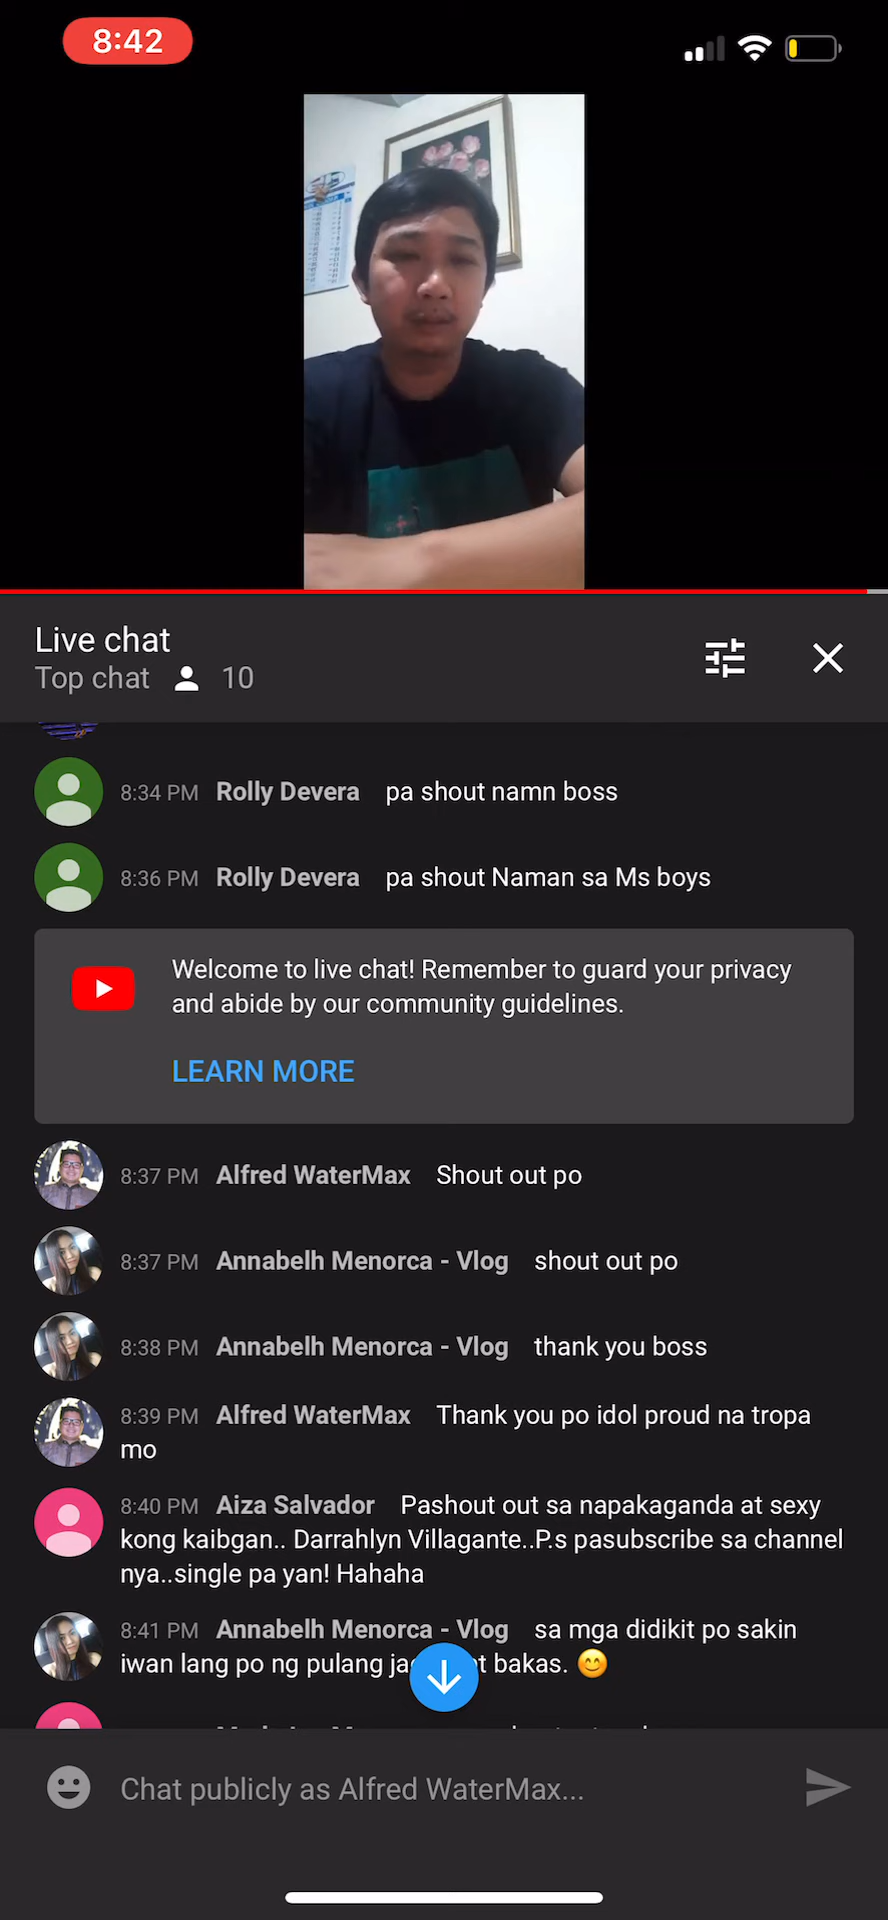 8:42
Live chat
Top chat 10
8:34 PM Rolly Devera pa shout namn boss
8:36 PM Rolly Devera pa shout Naman sa Ms boys
Welcome to live chat! Remember to guard your privacy
and abide by our community guidelines.
LEARN MORE
8:37 PM Alfred WaterMax Shout out po
8:37 PM Annabelh Menorca - Vlog shout out po
8:38 PM Annabelh Menorca - Vlog thank you boss
8:39 PM Alfred WaterMax Thank you po idol proud na tropa
mo
8:40 PM Aiza Salvador Pashout out sa napakaganda at sexy
kong kaibgan.. Darrahlyn Villagante..P.s pasubscribe sa channel
nya..single pa yan! Hahaha
8:41 PM Annabelh Menorca - Vlog sa mga didikit po sakin
iwan lang po ng pulang bakas. 😊
Chat publicly as Alfred WaterMax...